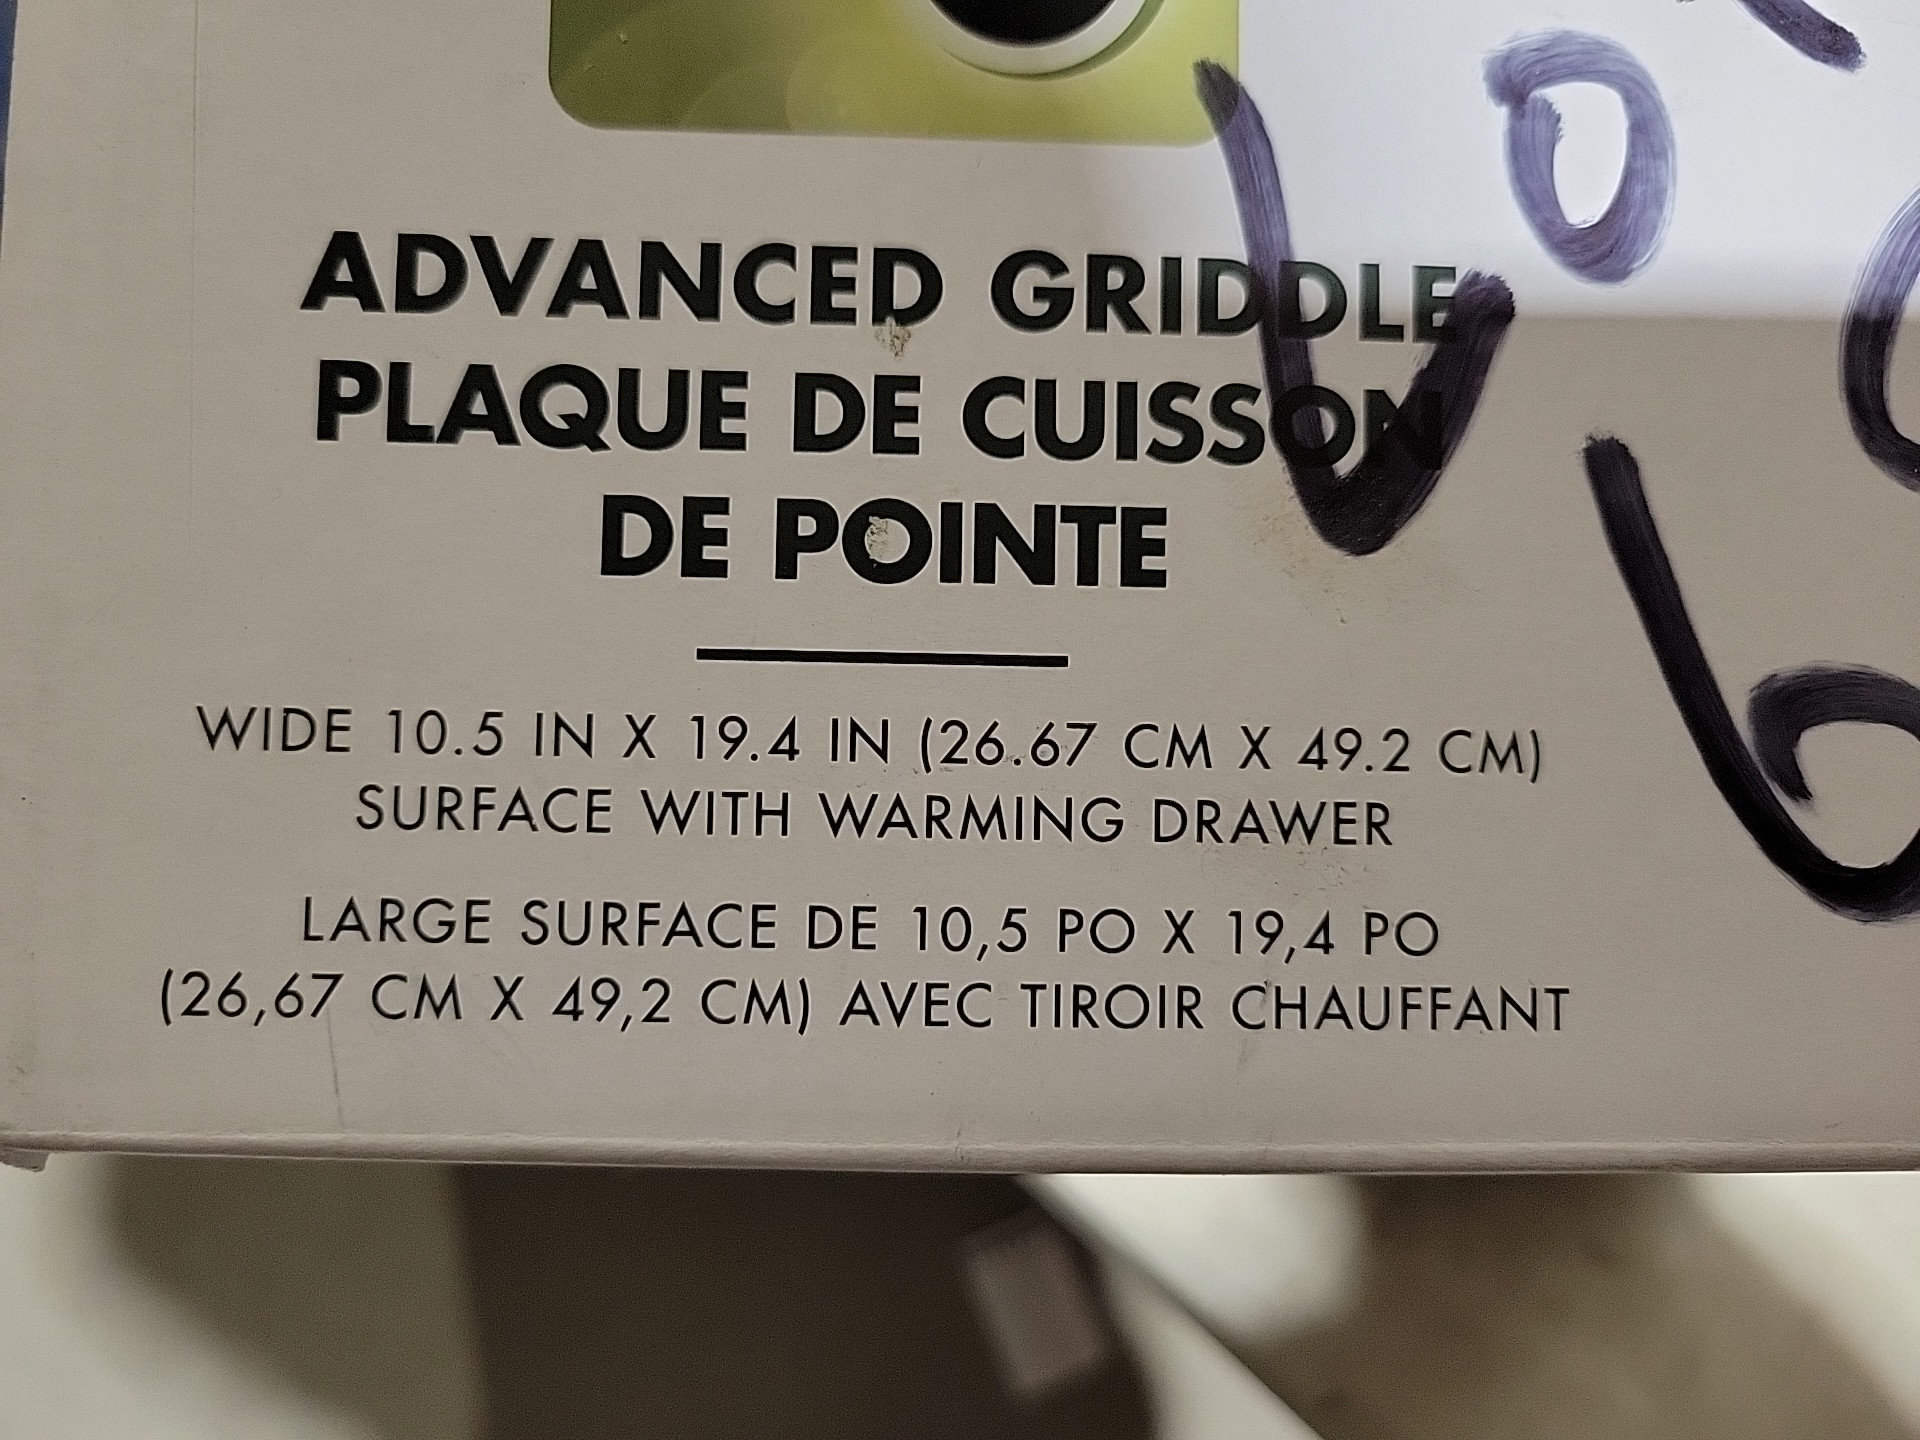 ADVANCED GRIDDLE
PLAQUE DE CUISSON
DE POINTE
WIDE 10.5 IN X 19.4 IN (26.67 CM X 49.2 CM)
SURFACE WITH WARMING DRAWER
LARGE SURFACE DE 10,5 PO X 19,4 PO
(26,67 CM X 49,2 CM) AVEC TIROIR CHAUFFANT